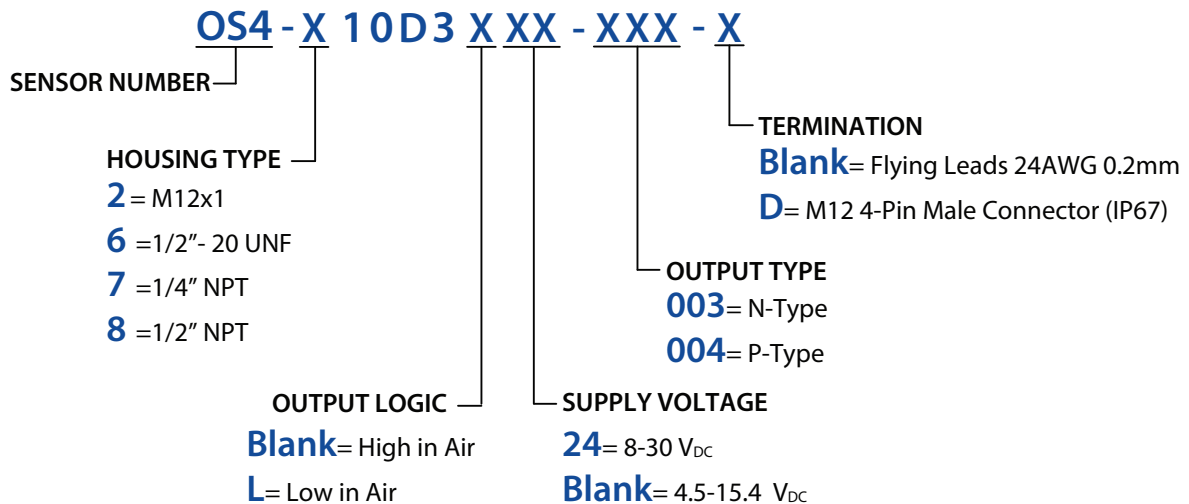 OS4 - X 10D3 X XX - XXX - X
SENSOR NUMBER
HOUSING TYPE
2 = M12x1
6 =1/2”- 20 UNF
7 =1/4” NPT
8 =1/2” NPT
OUTPUT LOGIC
Blank= High in Air
L= Low in Air
SUPPLY VOLTAGE
24= 8-30 VDC
Blank= 4.5-15.4 VDC
OUTPUT TYPE
003= N-Type
004= P-Type
TERMINATION
Blank= Flying Leads 24AWG 0.2mm
D= M12 4-Pin Male Connector (IP67)